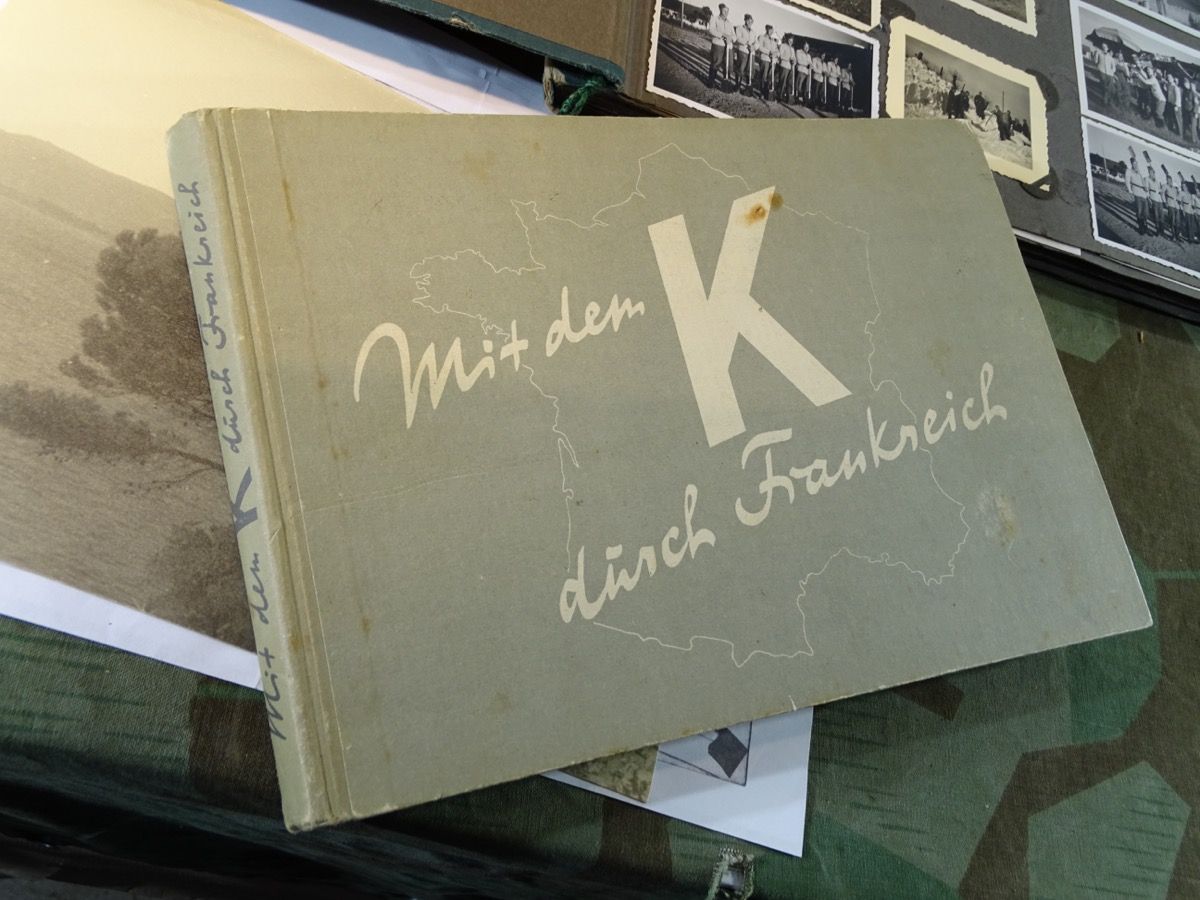 Mit dem K
durch Frankreich
Mit dem K durch Frankreich